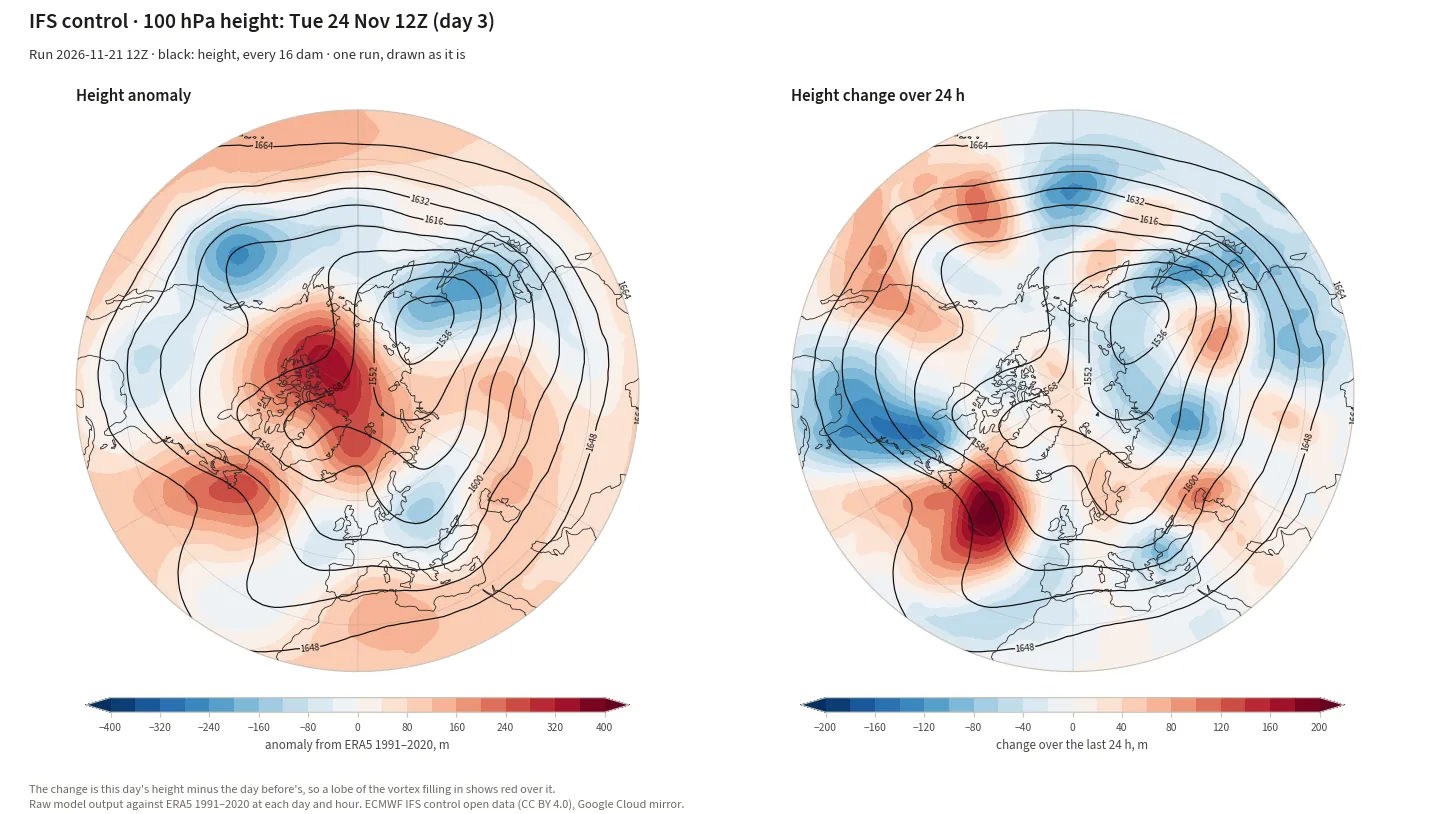 IFS control · 100 hPa height: Tue 24 Nov 12Z (day 3)
Run 2026-11-21 12Z · black: height, every 16 dam · one run, drawn as it is
Height anomaly
Height change over 24 h
1664
1632
1616
1664
1536
1552
1568
1584
1600
1648
1648
1664
1632
1616
1664
1536
1552
1568
1584
1600
1648
1648
−400 −320 −240 −160 −80 0 80 160 240 320 400
anomaly from ERA5 1991–2020, m
−200 −160 −120 −80 −40 0 40 80 120 160 200
change over the last 24 h, m
The change is this day's height minus the day before's, so a lobe of the vortex filling in shows red over it.
Raw model output against ERA5 1991–2020 at each day and hour. ECMWF IFS control open data (CC BY 4.0), Google Cloud mirror.